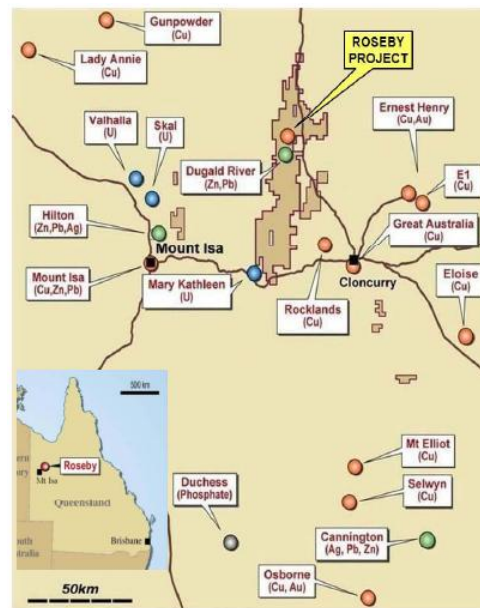 Gunpowder
(Cu)
Lady Annie
(Cu)
ROSEBY
PROJECT
Valhalla
(U)
Skal
(U)
Ernest Henry
(Cu,Au)
Dugald River
(Zn,Pb)
E1
(Cu)
Hilton
(Zn,Pb,Ag)
Mount Isa
Great Australia
(Cu)
Mount Isa
(Cu,Zn,Pb)
Mary Kathleen
(U)
Rocklands
(Cu)
Cloncurry
Eloise
(Cu)
500 km
Roseby
Mt Isa
Queensland
Brisbane
Mt Elliot
(Cu)
Selwyn
(Cu)
Duchess
(Phosphate)
Cannington
(Ag, Pb, Zn)
Osborne
(Cu, Au)
50km